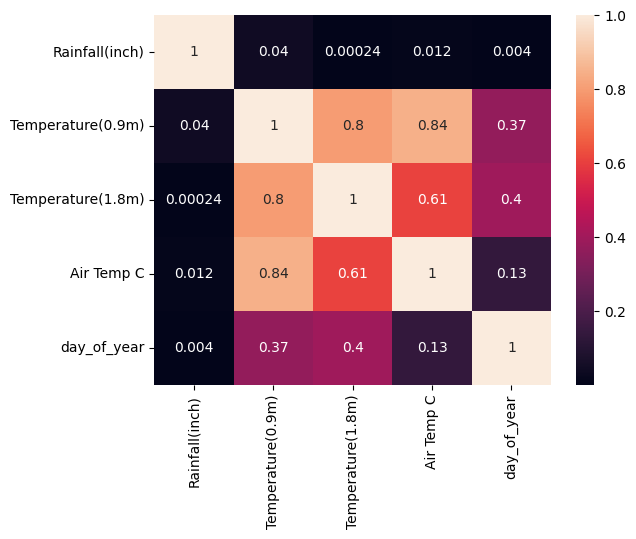 Rainfall(inch) 1 0.04 0.00024 0.012 0.004
Temperature(0.9m) 0.04 1 0.8 0.84 0.37
Temperature(1.8m) 0.00024 0.8 1 0.61 0.4
Air Temp C 0.012 0.84 0.61 1 0.13
day_of_year 0.004 0.37 0.4 0.13 1
Rainfall(inch)
Temperature(0.9m)
Temperature(1.8m)
Air Temp C
day_of_year
1.0
0.8
0.6
0.4
0.2